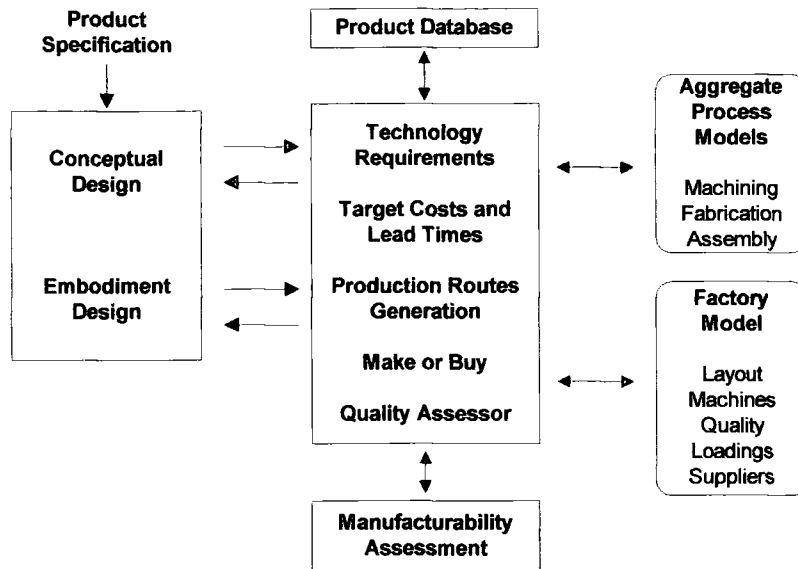 Product
Specification
Conceptual
Design
Embodiment
Design
Product Database
Technology
Requirements
Target Costs and
Lead Times
Production Routes
Generation
Make or Buy
Quality Assessor
Manufacturability
Assessment
Aggregate
Process
Models
Machining
Fabrication
Assembly
Factory
Model
Layout
Machines
Quality
Loadings
Suppliers